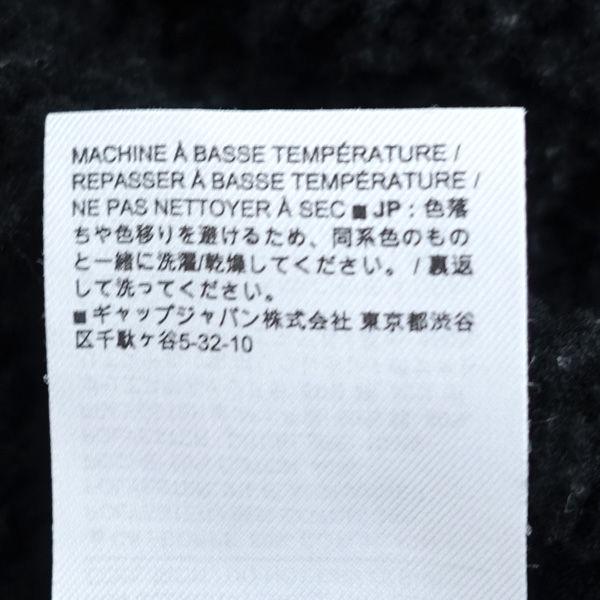 MACHINE À BASSE TEMPÉRATURE /
REPASSER À BASSE TEMPÉRATURE /
NE PAS NETTOYER À SEC ■ JP : 色落
ちや色移りを避けるため、同系色のもの
と一緒に洗濯/乾燥してください。 / 裏返
して洗ってください。
■ ギャップジャパン株式会社 東京都渋谷
区千駄ヶ谷5-32-10